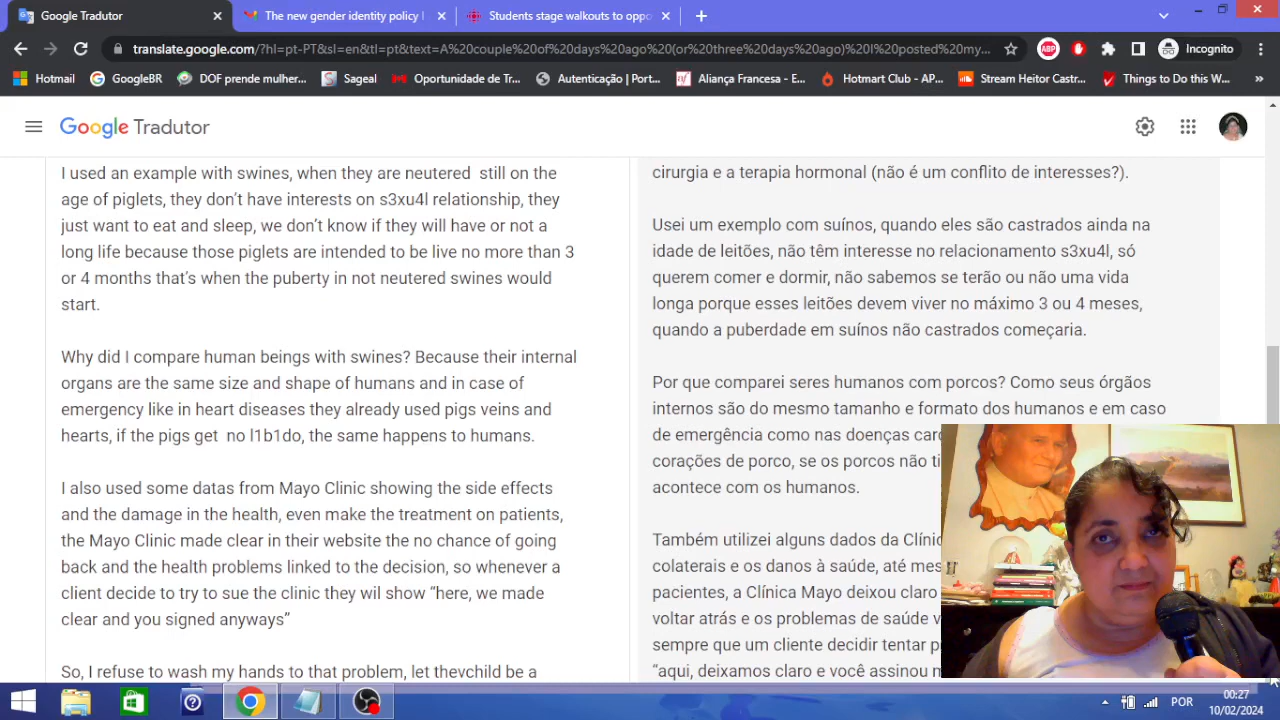 Google Tradutor
The new gender identity policy
Students stage walkouts to oppo
translate.google.com/?hl=pt-PT&sl=en&tl=pt&text=A%20couple%20of%20days%20ago%20(or%20three%20days%20ago)%20I%20posted%20my...
ABP
Incognito
Hotmail
GoogleBR
DOF prende mulher...
Sageal
Oportunidade de Tr...
Autenticação | Port...
Aliança Francesa - E...
Hotmart Club - AP...
Stream Heitor Castr...
Things to Do this W...
»
Google Tradutor
I used an example with swines, when they are neutered still on the
age of piglets, they don’t have interests on s3xu4l relationship, they
just want to eat and sleep, we don’t know if they will have or not a
long life because those piglets are intended to be live no more than 3
or 4 months that’s when the puberty in not neutered swines would
start.
Why did I compare human beings with swines? Because their internal
organs are the same size and shape of humans and in case of
emergency like in heart diseases they already used pigs veins and
hearts, if the pigs get no l1b1do, the same happens to humans.
I also used some datas from Mayo Clinic showing the side effects
and the damage in the health, even make the treatment on patients,
the Mayo Clinic made clear in their website the no chance of going
back and the health problems linked to the decision, so whenever a
client decide to try to sue the clinic they wil show “here, we made
clear and you signed anyways”
So, I refuse to wash my hands to that problem, let thevchild be a
cirurgia e a terapia hormonal (não é um conflito de interesses?).
Usei um exemplo com suínos, quando eles são castrados ainda na
idade de leitões, não têm interesse no relacionamento s3xu4l, só
querem comer e dormir, não sabemos se terão ou não uma vida
longa porque esses leitões devem viver no máximo 3 ou 4 meses,
quando a puberdade em suínos não castrados começaria.
Por que comparei seres humanos com porcos? Como seus órgãos
internos são do mesmo tamanho e formato dos humanos e em caso
de emergência como nas doenças card
corações de porco, se os porcos não ti
acontece com os humanos.
Também utilizei alguns dados da Clínic
colaterais e os danos à saúde, até mes
pacientes, a Clínica Mayo deixou claro
voltar atrás e os problemas de saúde v
sempre que um cliente decidir tentar p
“aqui, deixamos claro e você assinou m
POR
00:27
10/02/2024